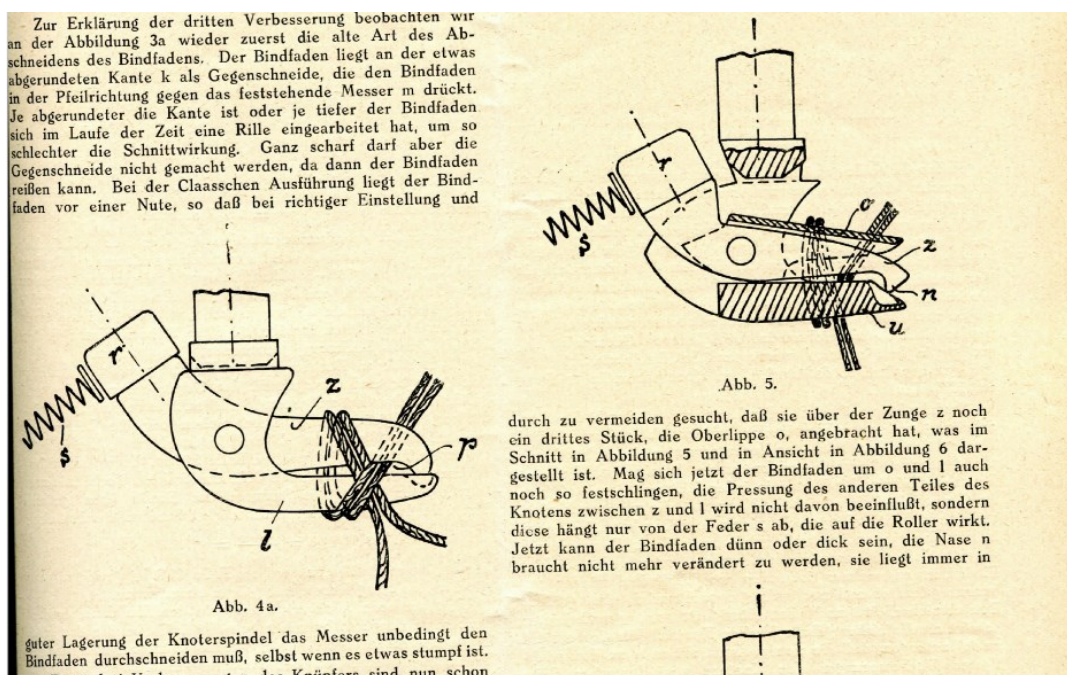 Zur Erklärung der dritten Verbesserung beobachten wir
an der Abbildung 3a wieder zuerst die alte Art des Ab-
schneidens des Bindfadens. Der Bindfaden liegt an der etwas
abgerundeten Kante k als Gegenschneide, die den Bindfaden
in der Pfeilrichtung gegen das feststehende Messer m drückt.
Je abgerundeter die Kante ist oder je tiefer der Bindfaden
sich im Laufe der Zeit eine Rille eingearbeitet hat, um so
schlechter die Schnittwirkung. Ganz scharf darf aber die
Gegenschneide nicht gemacht werden, da dann der Bindfaden
reißen kann. Bei der Claasschen Ausführung liegt der Bind-
faden vor einer Nute, so daß bei richtiger Einstellung und
r
s
z
p
l
Abb. 4a.
guter Lagerung der Knoterspindel das Messer unbedingt den
Bindfaden durchschneiden muß, selbst wenn es etwas stumpf ist.
des Knüpfers sind nun schon
r
s
o
z
n
u
Abb. 5.
durch zu vermeiden gesucht, daß sie über der Zunge z noch
ein drittes Stück, die Oberlippe o, angebracht hat, was im
Schnitt in Abbildung 5 und in Ansicht in Abbildung 6 dar-
gestellt ist. Mag sich jetzt der Bindfaden um o und l auch
noch so festschlingen, die Pressung des anderen Teiles des
Knotens zwischen z und l wird nicht davon beeinflußt, sondern
diese hängt nur von der Feder s ab, die auf die Roller wirkt.
Jetzt kann der Bindfaden dünn oder dick sein, die Nase n
braucht nicht mehr verändert zu werden, sie liegt immer in